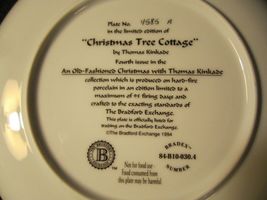 Plate No. 4585 A
in the limited edition of
"Christmas Tree Cottage"
by Thomas Kinkade
Fourth issue in the
An Old-Fashioned Christmas with Thomas Kinkade
collection which is produced on hard-fire
porcelain in an edition limited to a
maximum of 95 firing days and is
crafted to the exacting standards of
The Bradford Exchange.
This plate is officially listed for
trading on the Bradford Exchange.
©The Bradford Exchange 1994
B
Not for food use
Food consumed from
this plate may be harmful
BRADEX
84-B10-030.4
NUMBER